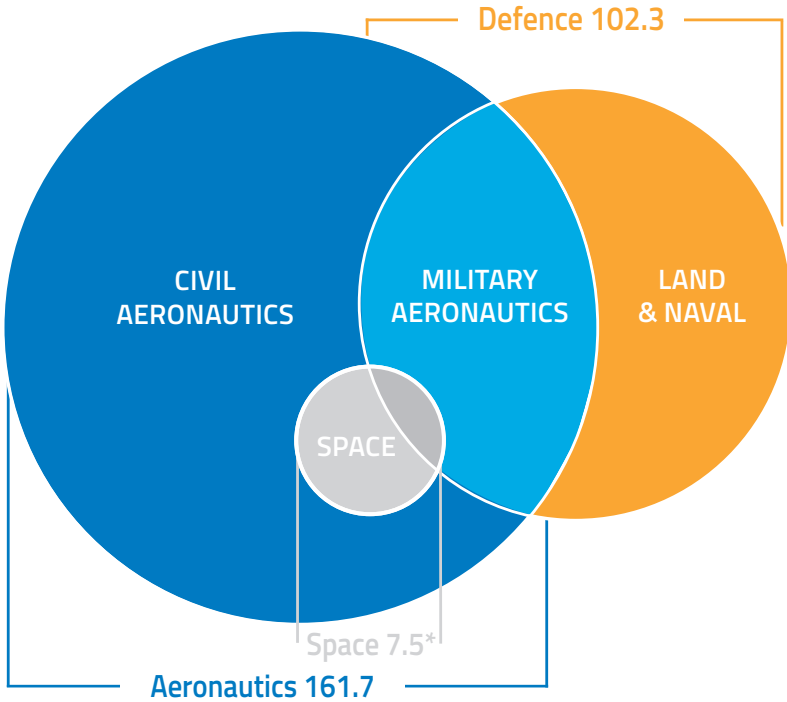 Defence 102.3
CIVIL
AERONAUTICS
MILITARY
AERONAUTICS
LAND
& NAVAL
SPACE
Space 7.5*
Aeronautics 161.7